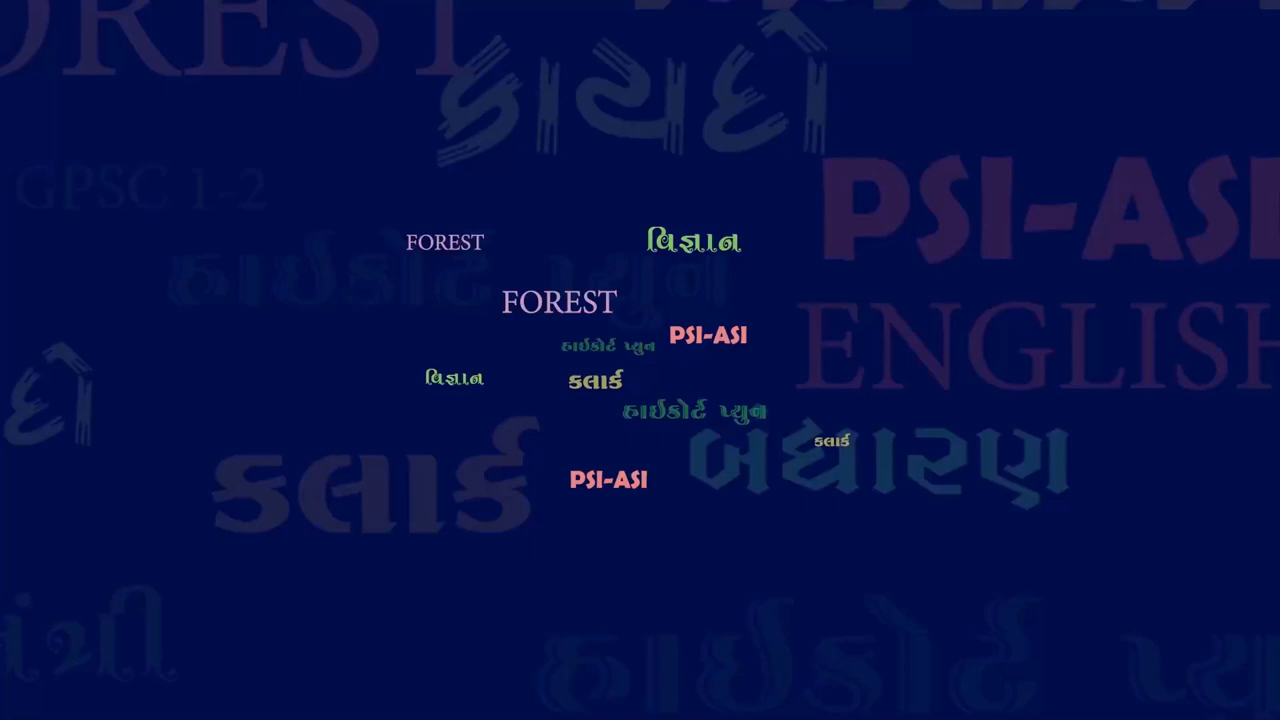 FOREST
કાયદો
GPSC 1-2
PSI-ASI
FOREST
વિજ્ઞાન
હાઈકોર્ટ પ્યુન
FOREST
ENGLISH
હાઈકોર્ટ પ્યુન
PSI-ASI
વિજ્ઞાન
કલાર્ક
હાઈકોર્ટ પ્યુન
કલાર્ક
બંધારણ
કલાર્ક
PSI-ASI
હાઈકોર્ટ